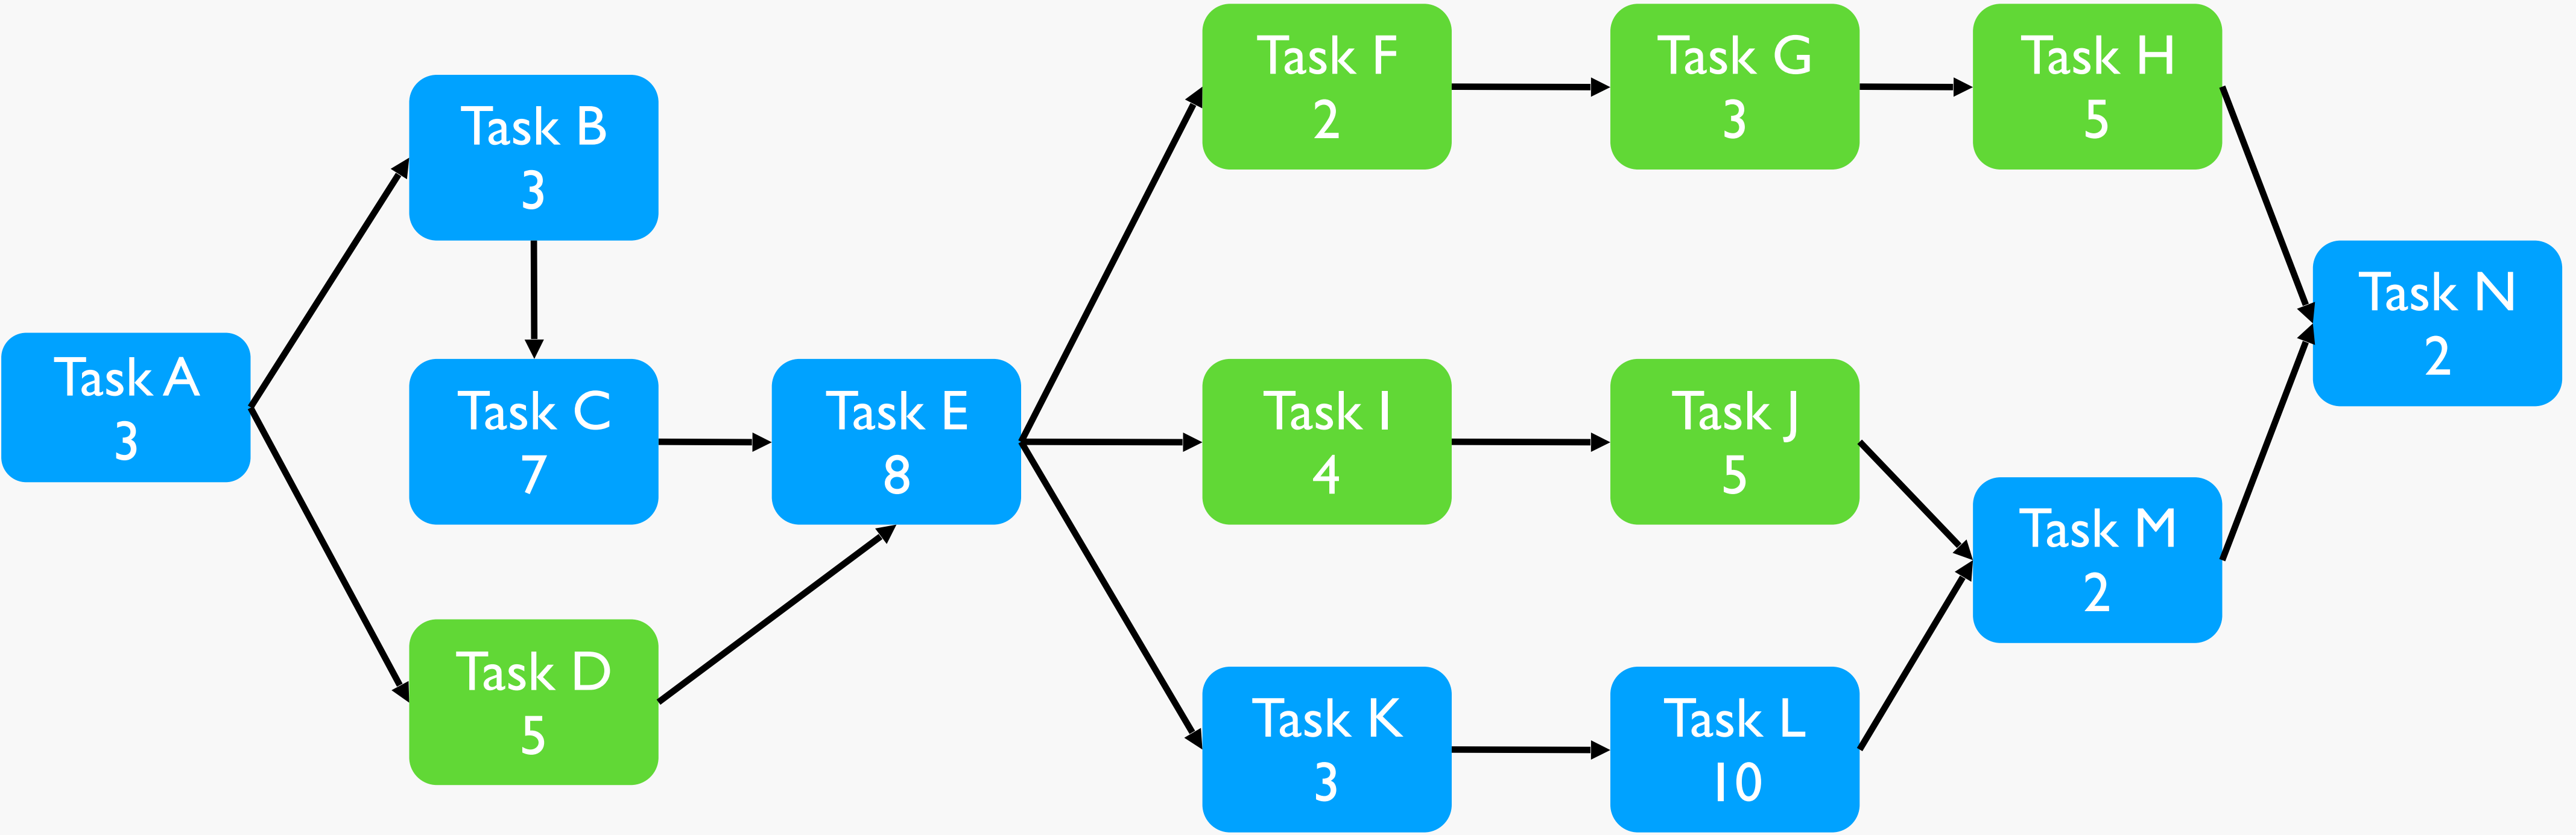 Task A
3
Task B
3
Task C
7
Task D
5
Task E
8
Task F
2
Task G
3
Task H
5
Task I
4
Task J
5
Task K
3
Task L
10
Task M
2
Task N
2